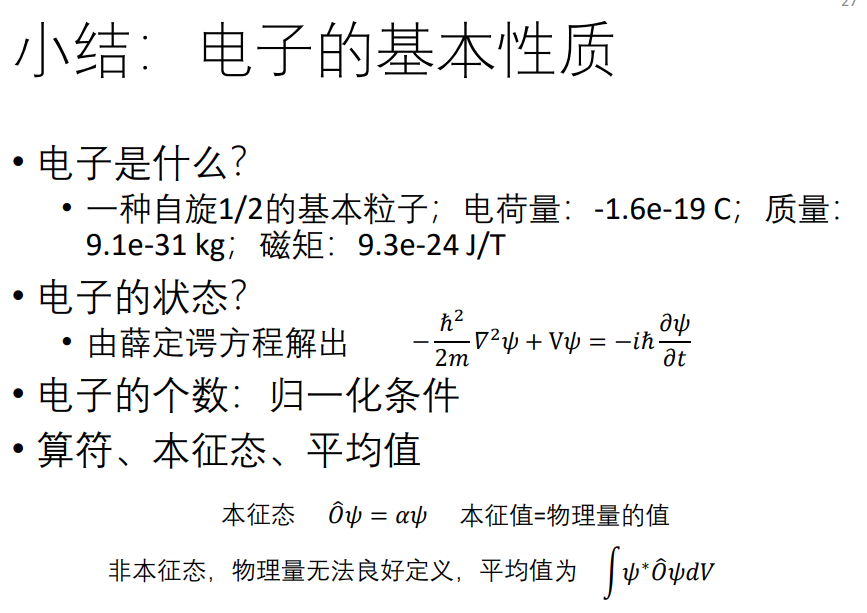 27
小结： 电子的基本性质
• 电子是什么？
• 一种自旋1/2的基本粒子；电荷量：-1.6e-19 C；质量：
9.1e-31 kg；磁矩：9.3e-24 J/T
• 电子的状态？
• 由薛定谔方程解出 −ℏ²/2m ∇²ψ + Vψ = −iℏ ∂ψ/∂t
• 电子的个数：归一化条件
• 算符、本征态、平均值
本征态 Ôψ = αψ 本征值=物理量的值
非本征态，物理量无法良好定义，平均值为 ∫ψ*ÔψdV